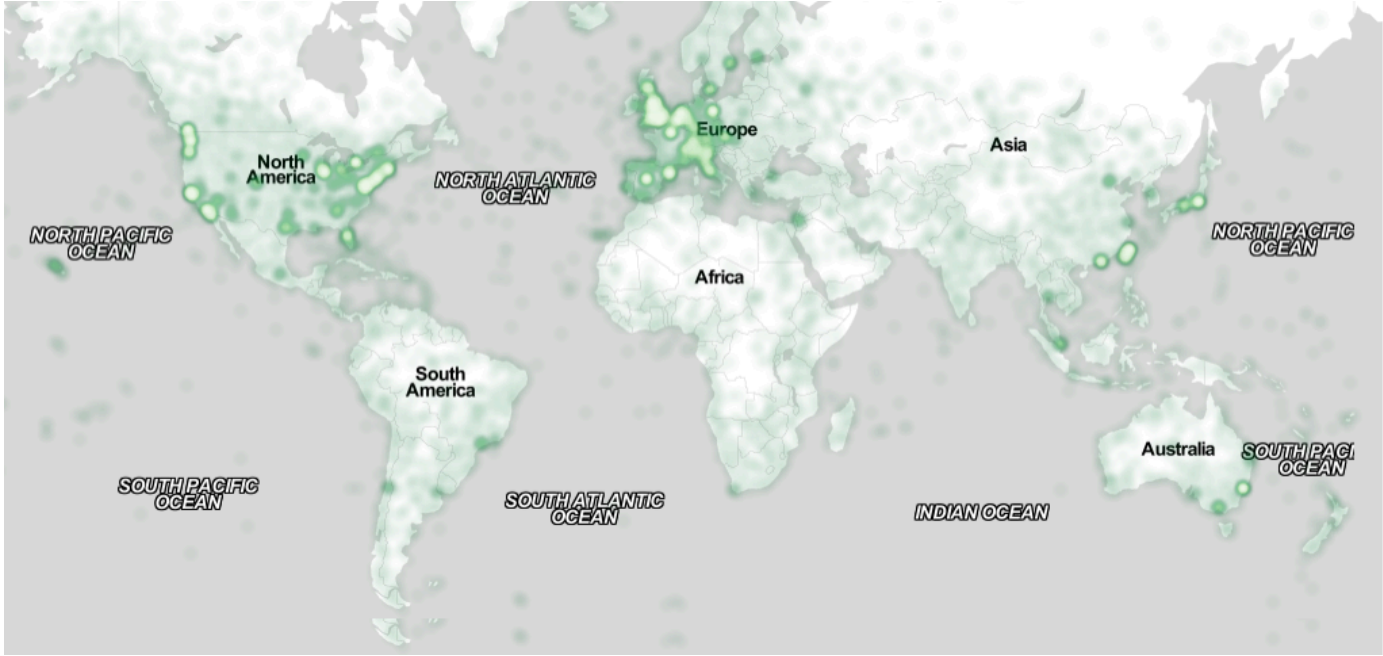 Europe
Asia
North
America
NORTH ATLANTIC
OCEAN
NORTH PACIFIC
OCEAN
NORTH PACIFIC
OCEAN
Africa
South
America
Australia
SOUTH PACI
OCEAN
SOUTH PACIFIC
OCEAN
SOUTH ATLANTIC
OCEAN
INDIAN OCEAN